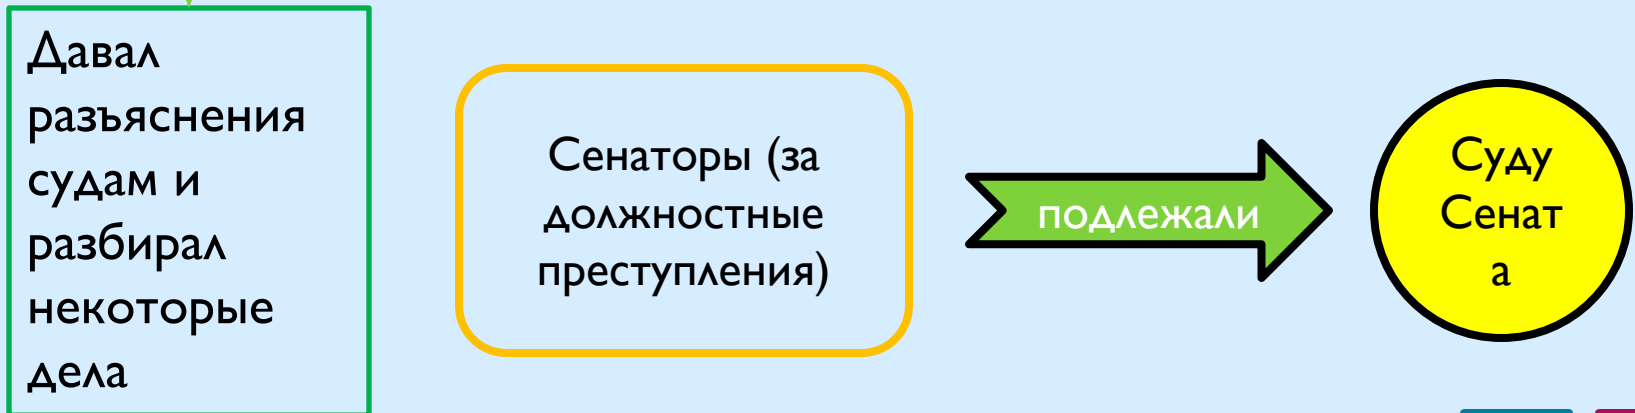 Давал
разъяснения
судам и
разбирал
некоторые
дела
Сенаторы (за
должностные
преступления)
подлежали
Суду
Сенат
а